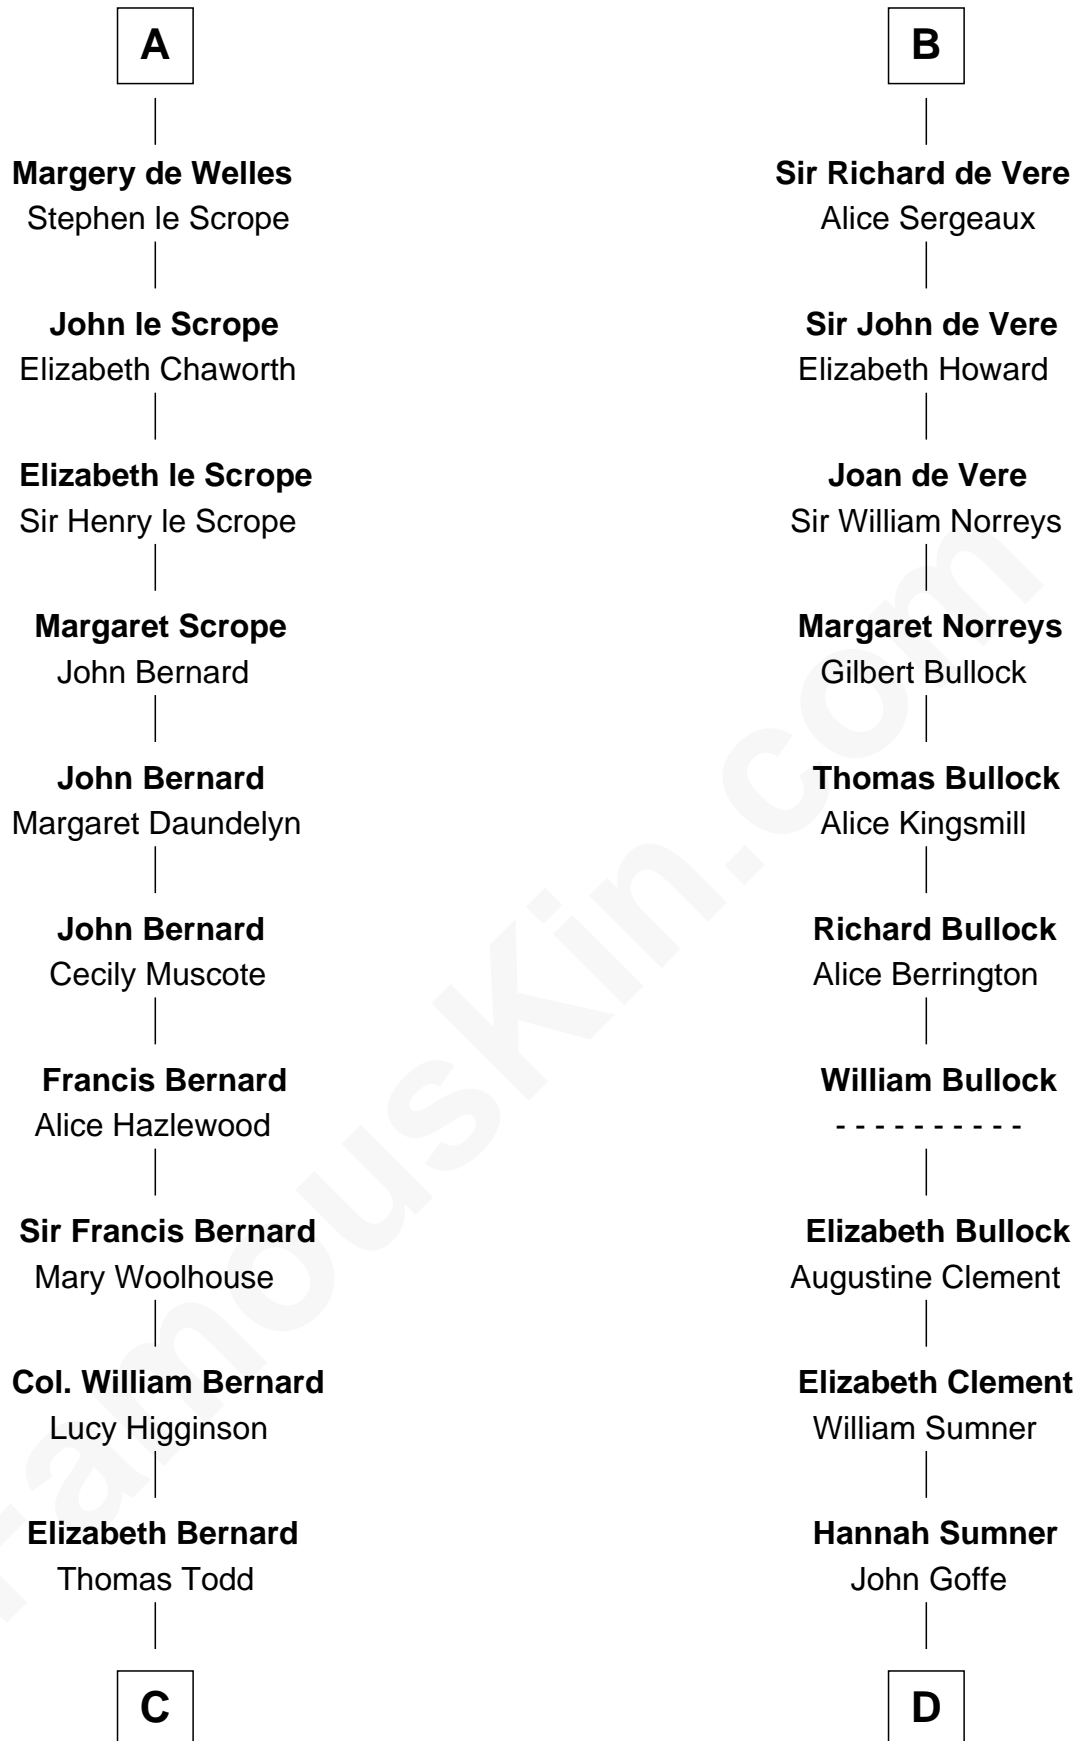 A
Margery de Welles
Stephen le Scrope
John le Scrope
Elizabeth Chaworth
Elizabeth le Scrope
Sir Henry le Scrope
Margaret Scrope
John Bernard
John Bernard
Margaret Daundelyn
John Bernard
Cecily Muscote
Francis Bernard
Alice Hazlewood
Sir Francis Bernard
Mary Woolhouse
Col. William Bernard
Lucy Higginson
Elizabeth Bernard
Thomas Todd
C
B
Sir Richard de Vere
Alice Sergeaux
Sir John de Vere
Elizabeth Howard
Joan de Vere
Sir William Norreys
Margaret Norreys
Gilbert Bullock
Thomas Bullock
Alice Kingsmill
Richard Bullock
Alice Berrington
William Bullock
- - - - - - - - - -
Elizabeth Bullock
Augustine Clement
Elizabeth Clement
William Sumner
Hannah Sumner
John Goffe
D
FamousKin.com